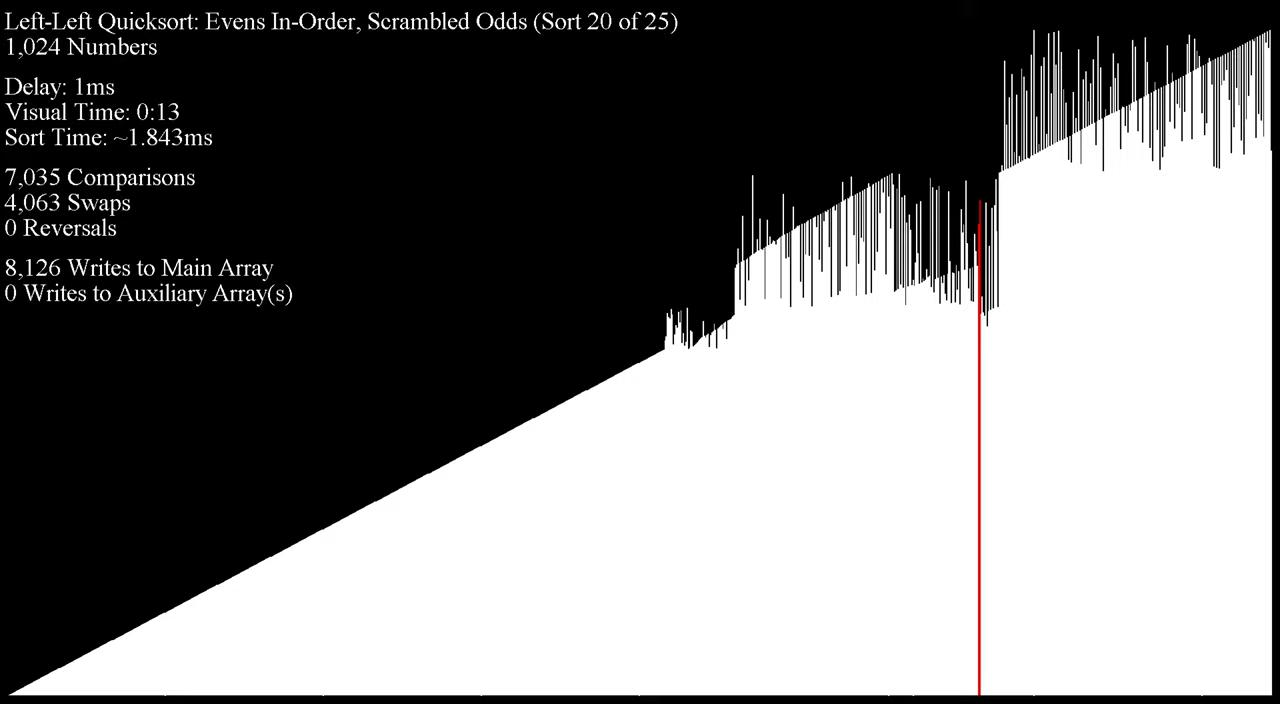 Left-Left Quicksort: Evens In-Order, Scrambled Odds (Sort 20 of 25)
1,024 Numbers
Delay: 1ms
Visual Time: 0:13
Sort Time: ~1.843ms
7,035 Comparisons
4,063 Swaps
0 Reversals
8,126 Writes to Main Array
0 Writes to Auxiliary Array(s)